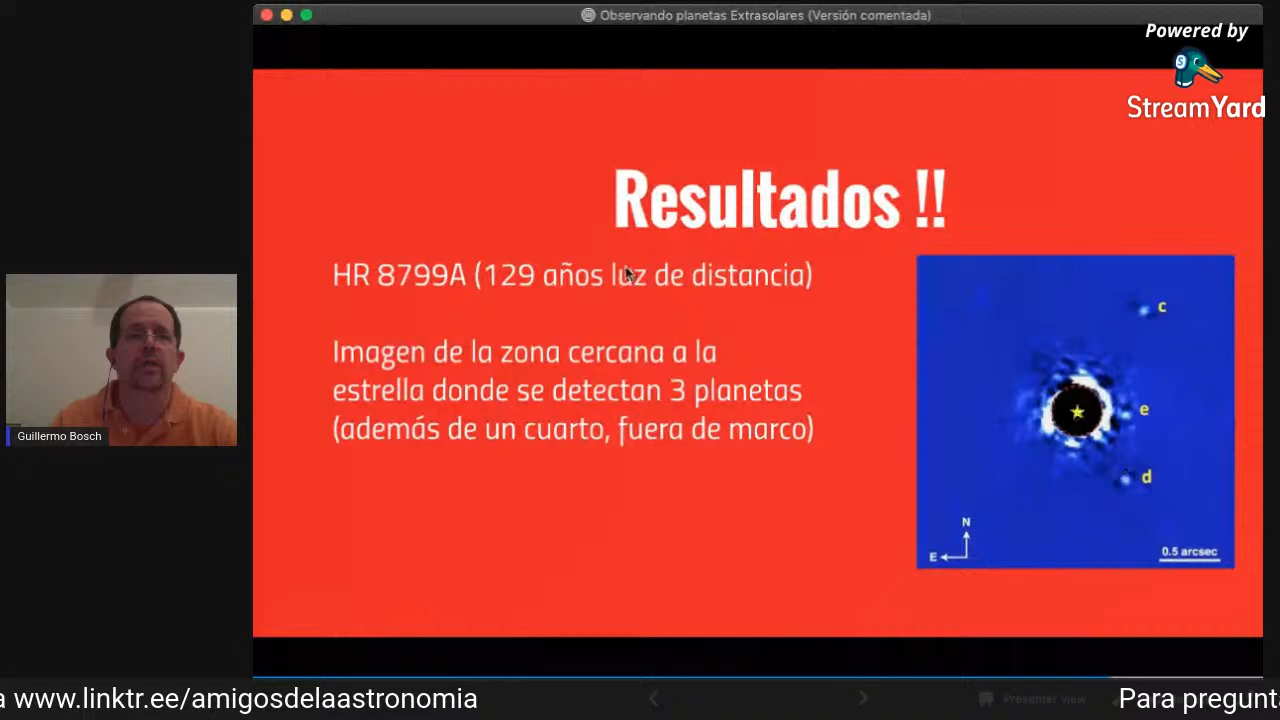 Observando planetas Extrasolares (Versión comentada)
Powered by
StreamYard
Resultados !!
HR 8799A (129 años luz de distancia)
Imagen de la zona cercana a la
estrella donde se detectan 3 planetas
(además de un cuarto, fuera de marco)
c
e
d
N
E
0.5 arcsec
Guillermo Bosch
a www.linktr.ee/amigosdelaastronomia
Presenter view
Para pregunt